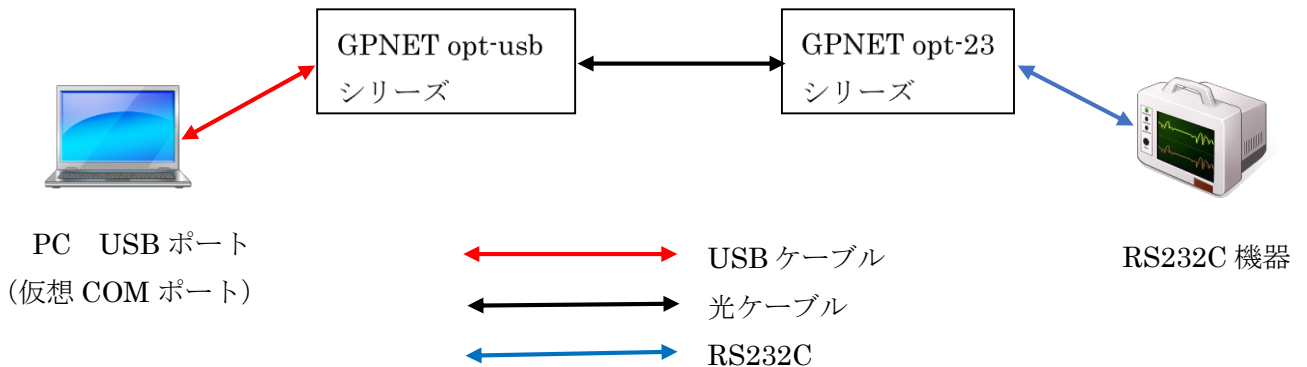 GPNET opt-usb
シリーズ
GPNET opt-23
シリーズ
PC　USB ポート
（仮想 COM ポート）
USB ケーブル
光ケーブル
RS232C
RS232C 機器